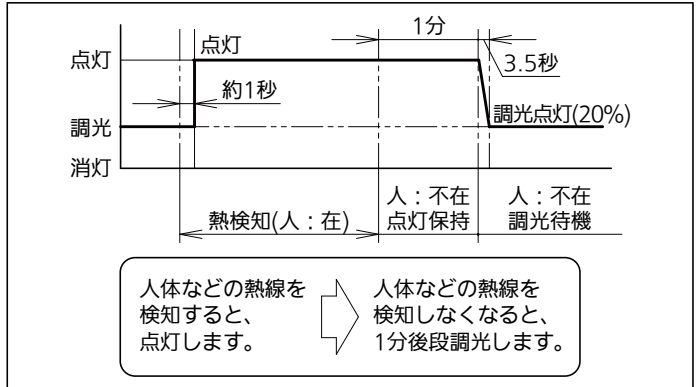 1分
点灯
点灯
3.5秒
約1秒
調光点灯(20%)
調光
消灯
熱検知(人：在)
人：不在
点灯保持
人：不在
調光待機
人体などの熱線を
検知すると、
点灯します。
人体などの熱線を
検知しなくなると、
1分後段調光します。